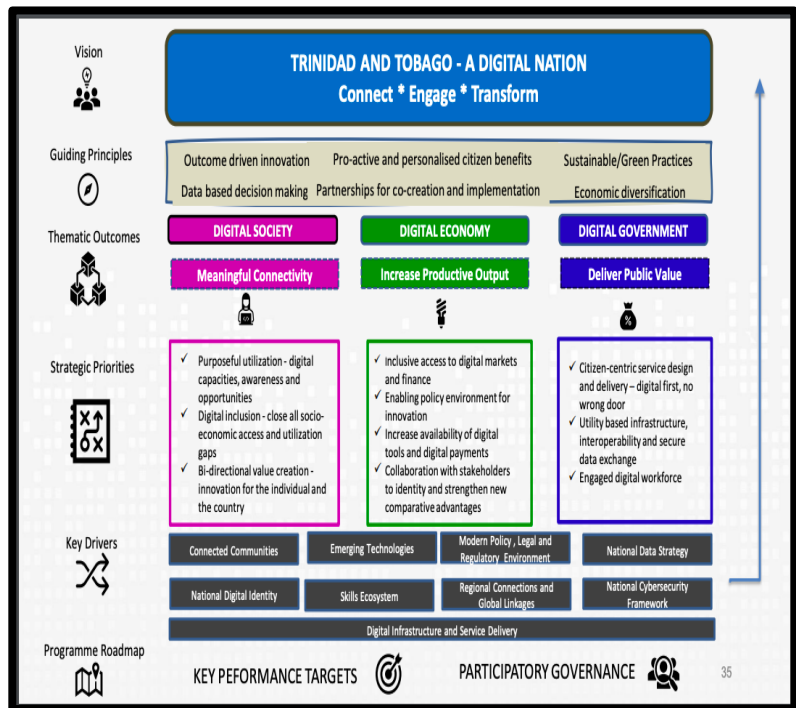 Vision
TRINIDAD AND TOBAGO - A DIGITAL NATION
Connect * Engage * Transform
Guiding Principles
Outcome driven innovation
Pro-active and personalised citizen benefits
Sustainable/Green Practices
Data based decision making
Partnerships for co-creation and implementation
Economic diversification
Thematic Outcomes
DIGITAL SOCIETY
DIGITAL ECONOMY
DIGITAL GOVERNMENT
Meaningful Connectivity
Increase Productive Output
Deliver Public Value
Strategic Priorities
✓ Purposeful utilization - digital
capacities, awareness and
opportunities
✓ Digital inclusion - close all socio-
economic access and utilization
gaps
✓ Bi-directional value creation -
innovation for the individual and
the country
✓ Inclusive access to digital markets
and finance
✓ Enabling policy environment for
innovation
✓ Increase availability of digital
tools and digital payments
✓ Collaboration with stakeholders
to identity and strengthen new
comparative advantages
✓ Citizen-centric service design
and delivery – digital first, no
wrong door
✓ Utility based infrastructure,
interoperability and secure
data exchange
✓ Engaged digital workforce
Key Drivers
Connected Communities
Emerging Technologies
Modern Policy , Legal and
Regulatory Environment
National Data Strategy
National Digital Identity
Skills Ecosystem
Regional Connections and
Global Linkages
National Cybersecurity
Framework
Digital Infrastructure and Service Delivery
Programme Roadmap
KEY PEFORMANCE TARGETS
PARTICIPATORY GOVERNANCE
35